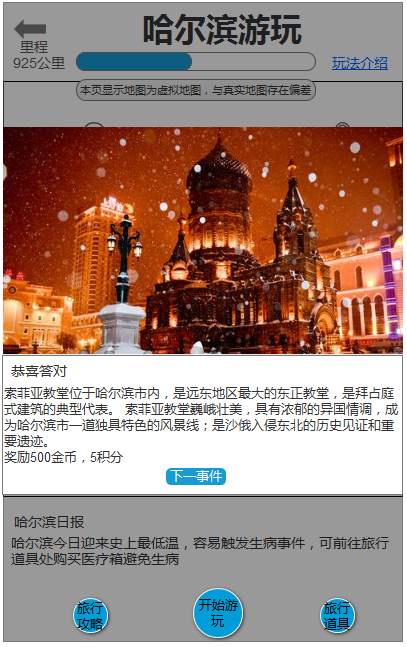 哈尔滨游玩
里程
925公里
玩法介绍
本页显示地图为虚拟地图，与真实地图存在偏差
恭喜答对
索菲亚教堂位于哈尔滨市内，是远东地区最大的东正教堂，是拜占庭
式建筑的典型代表。 索菲亚教堂巍峨壮美，具有浓郁的异国情调，成
为哈尔滨市一道独具特色的风景线；是沙俄入侵东北的历史见证和重
要遗迹。
奖励500金币，5积分
下一事件
哈尔滨日报
哈尔滨今日迎来史上最低温，容易触发生病事件，可前往旅行
道具处购买医疗箱避免生病
旅行
攻略
开始游
玩
旅行
道具